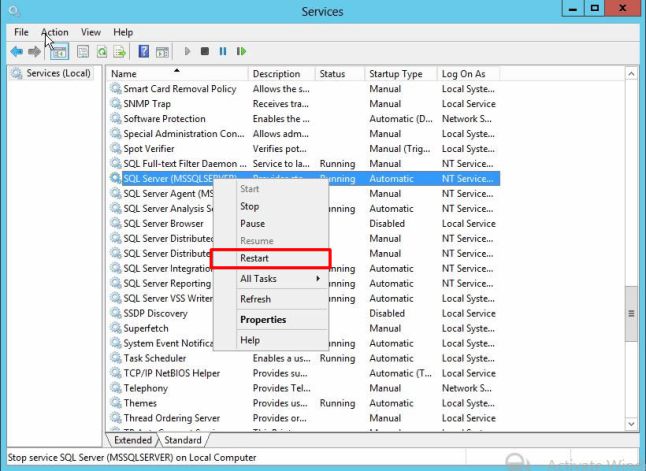 Services
File Action View Help
Services (Local)
Name Description Status Startup Type Log On As
Smart Card Removal Policy Allows the s... Manual Local Syste...
SNMP Trap Receives tra... Manual Local Service
Software Protection Enables the ... Automatic (D... Network S...
Special Administration Con... Allows adm... Manual Local Syste...
Spot Verifier Verifies pot... Manual (Trig... Local Syste...
SQL Full-text Filter Daemon ... Service to la... Running Manual NT Service...
SQL Server (MSSQLSERVER) Running Automatic NT Service...
SQL Server Agent (MS Manual NT Service...
SQL Server Analysis Running Automatic NT Service...
SQL Server Browser Disabled Local Service
SQL Server Distribute Manual Local Service
SQL Server Distribute Manual Local Service
SQL Server Integration Running Automatic NT Service...
SQL Server Reporting Running Automatic NT Service...
SQL Server VSS Writer Running Automatic Local Syste...
SSDP Discovery Disabled Local Service
Superfetch Manual Local Syste...
System Event Notifica Running Automatic Local Syste...
Task Scheduler Enables a us... Running Automatic Local Syste...
TCP/IP NetBIOS Helper Provides su... Automatic (T... Local Service
Telephony Provides Tel... Manual Network S...
Themes Provides us... Running Automatic Local Syste...
Thread Ordering Server Provides or... Manual Local Service
Start
Stop
Pause
Resume
Restart
All Tasks
Refresh
Properties
Help
Extended Standard
Stop service SQL Server (MSSQLSERVER) on Local Computer
Activate Win